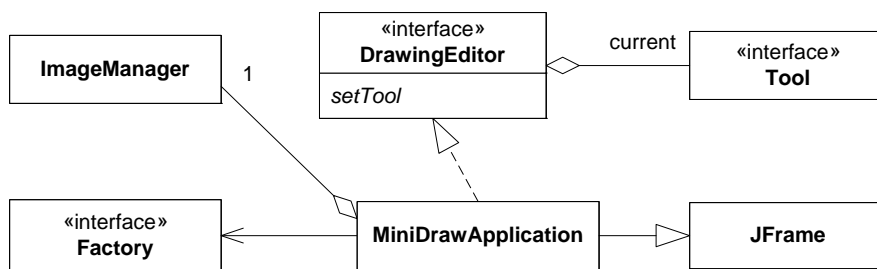 «interface»
DrawingEditor
setTool
ImageManager
1
current
«interface»
Tool
«interface»
Factory
MiniDrawApplication
JFrame